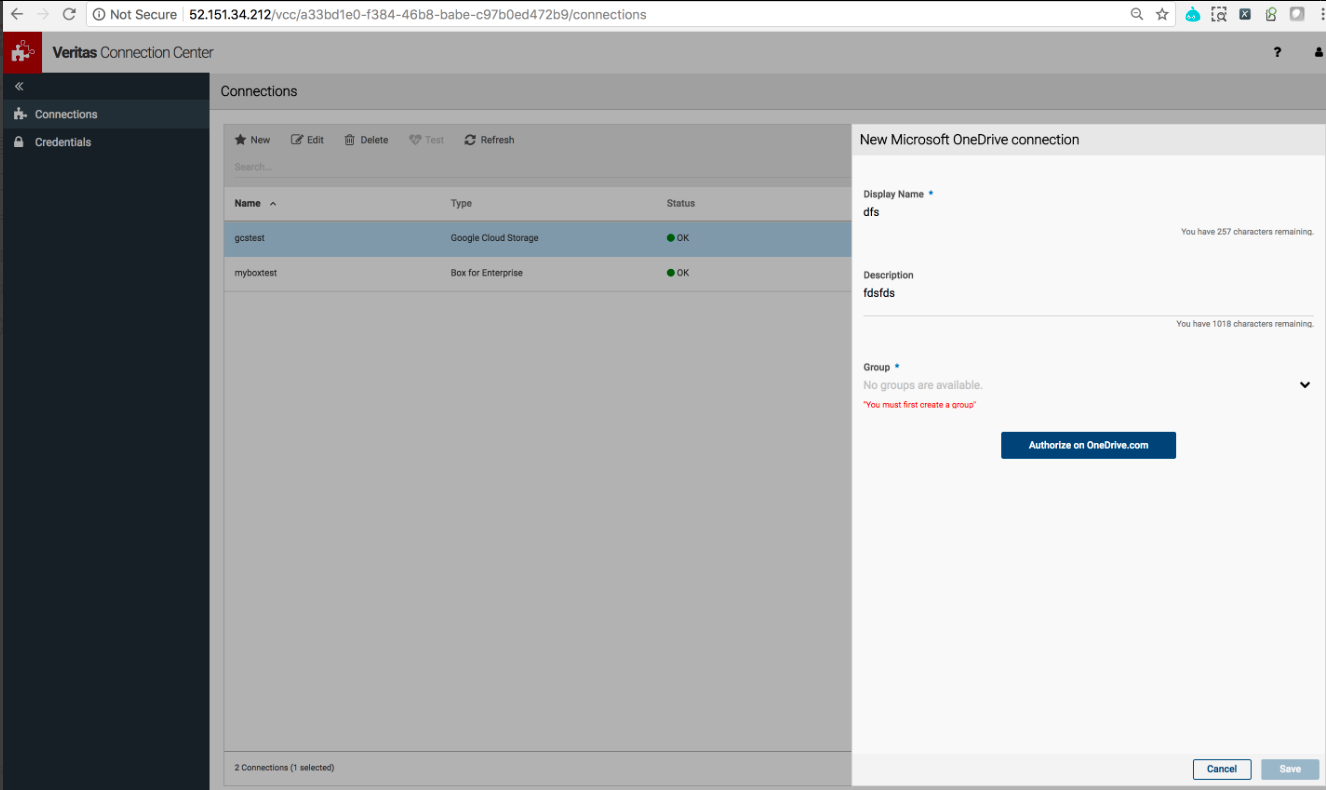 Not Secure 52.151.34.212/vcc/a33bd1e0-f384-46b8-babe-c97b0ed472b9/connections
Veritas Connection Center
?
Connections
Credentials
Connections
New Edit Delete Test Refresh
Search...
Name Type Status
gcstest Google Cloud Storage OK
myboxtest Box for Enterprise OK
2 Connections (1 selected)
New Microsoft OneDrive connection
Display Name *
dfs
You have 257 characters remaining.
Description
fdsfds
You have 1018 characters remaining.
Group *
No groups are available.
"You must first create a group"
Authorize on OneDrive.com
Cancel Save